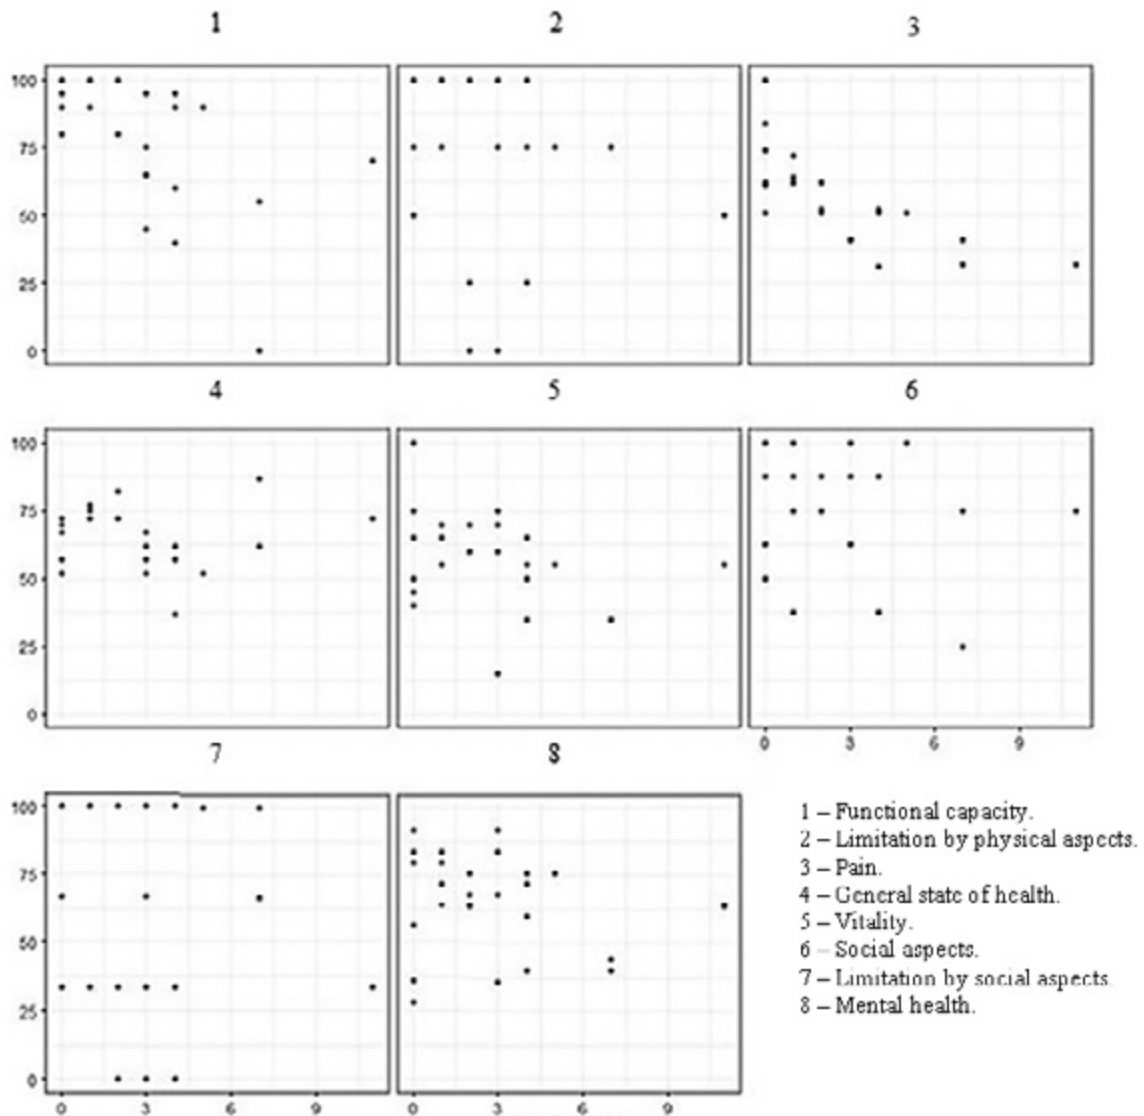 1 2 3
100
75
50
25
0
4 5 6
100
75
50
25
0
0 3 6 9
7 8
100
75
50
25
0
0 3 6 9 0 3 6 9
1 – Functional capacity.
2 – Limitation by physical aspects.
3 – Pain.
4 – General state of health.
5 – Vitality.
6 – Social aspects.
7 – Limitation by social aspects.
8 – Mental health.